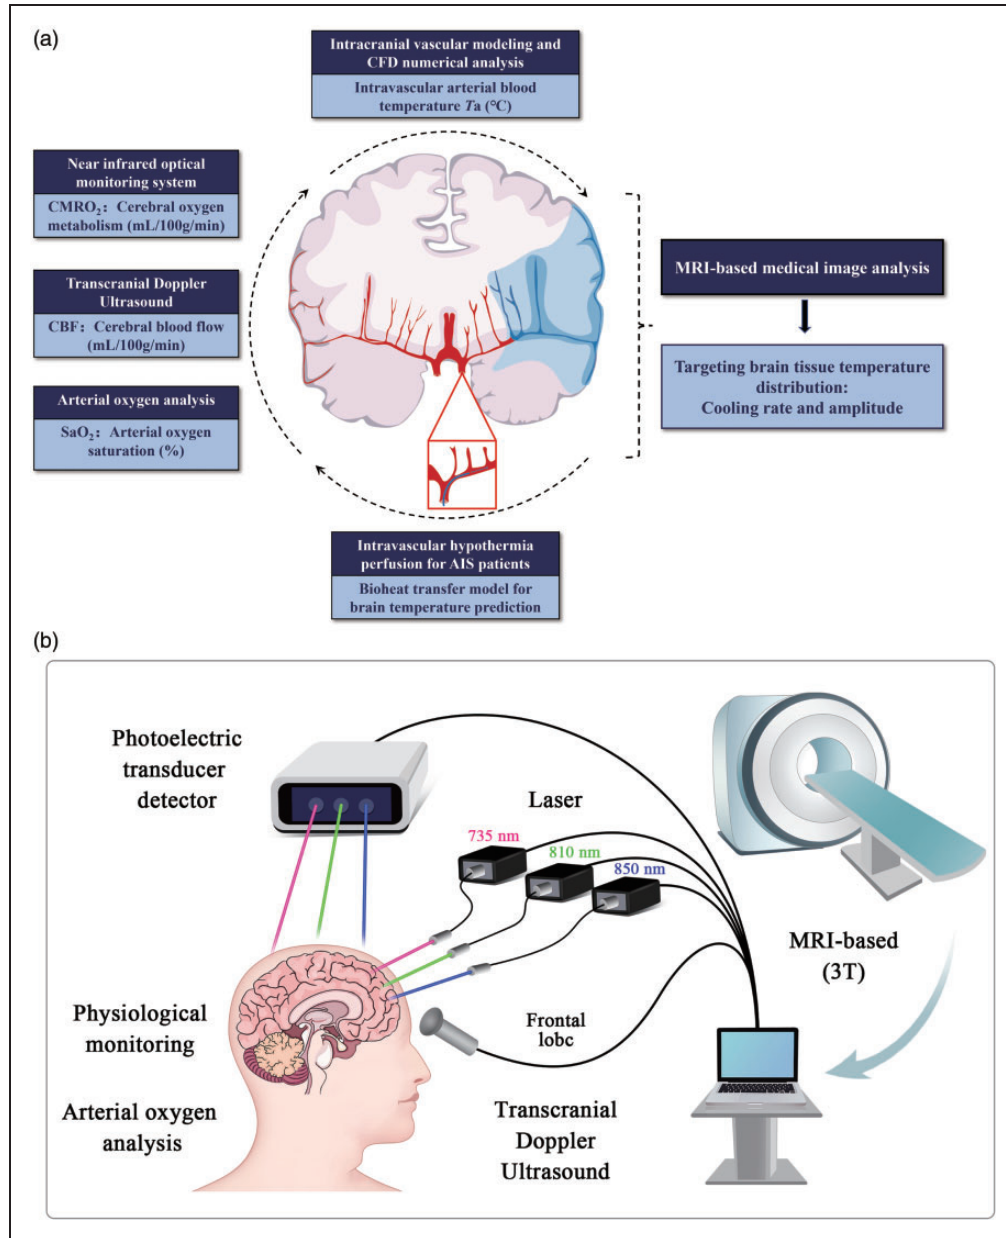 (a)
Intracranial vascular modeling and
CFD numerical analysis
Intravascular arterial blood
temperature Ta (°C)
Near infrared optical
monitoring system
CMRO₂： Cerebral oxygen
metabolism (mL/100g/min)
Transcranial Doppler
Ultrasound
CBF： Cerebral blood flow
(mL/100g/min)
Arterial oxygen analysis
SaO₂： Arterial oxygen
saturation (%)
MRI-based medical image analysis
Targeting brain tissue temperature
distribution:
Cooling rate and amplitude
Intravascular hypothermia
perfusion for AIS patients
Bioheat transfer model for
brain temperature prediction
(b)
Photoelectric
transducer
detector
Laser
735 nm
810 nm
850 nm
MRI-based
(3T)
Physiological
monitoring
Frontal
lobc
Arterial oxygen
analysis
Transcranial
Doppler
Ultrasound